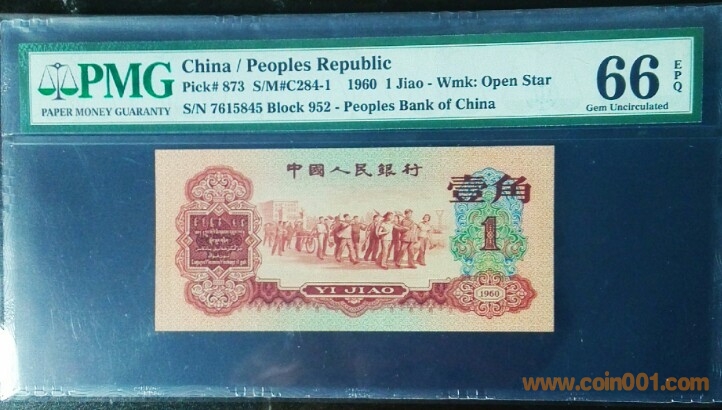 PMG
PAPER MONEY GUARANTY
China / Peoples Republic
Pick# 873 S/M#C284-1 1960 1 Jiao - Wmk: Open Star
S/N 7615845 Block 952 - Peoples Bank of China
66 EPQ
Gem Uncirculated
中國人民銀行
壹角
1
YI JIAO
1960
www.coin001.com